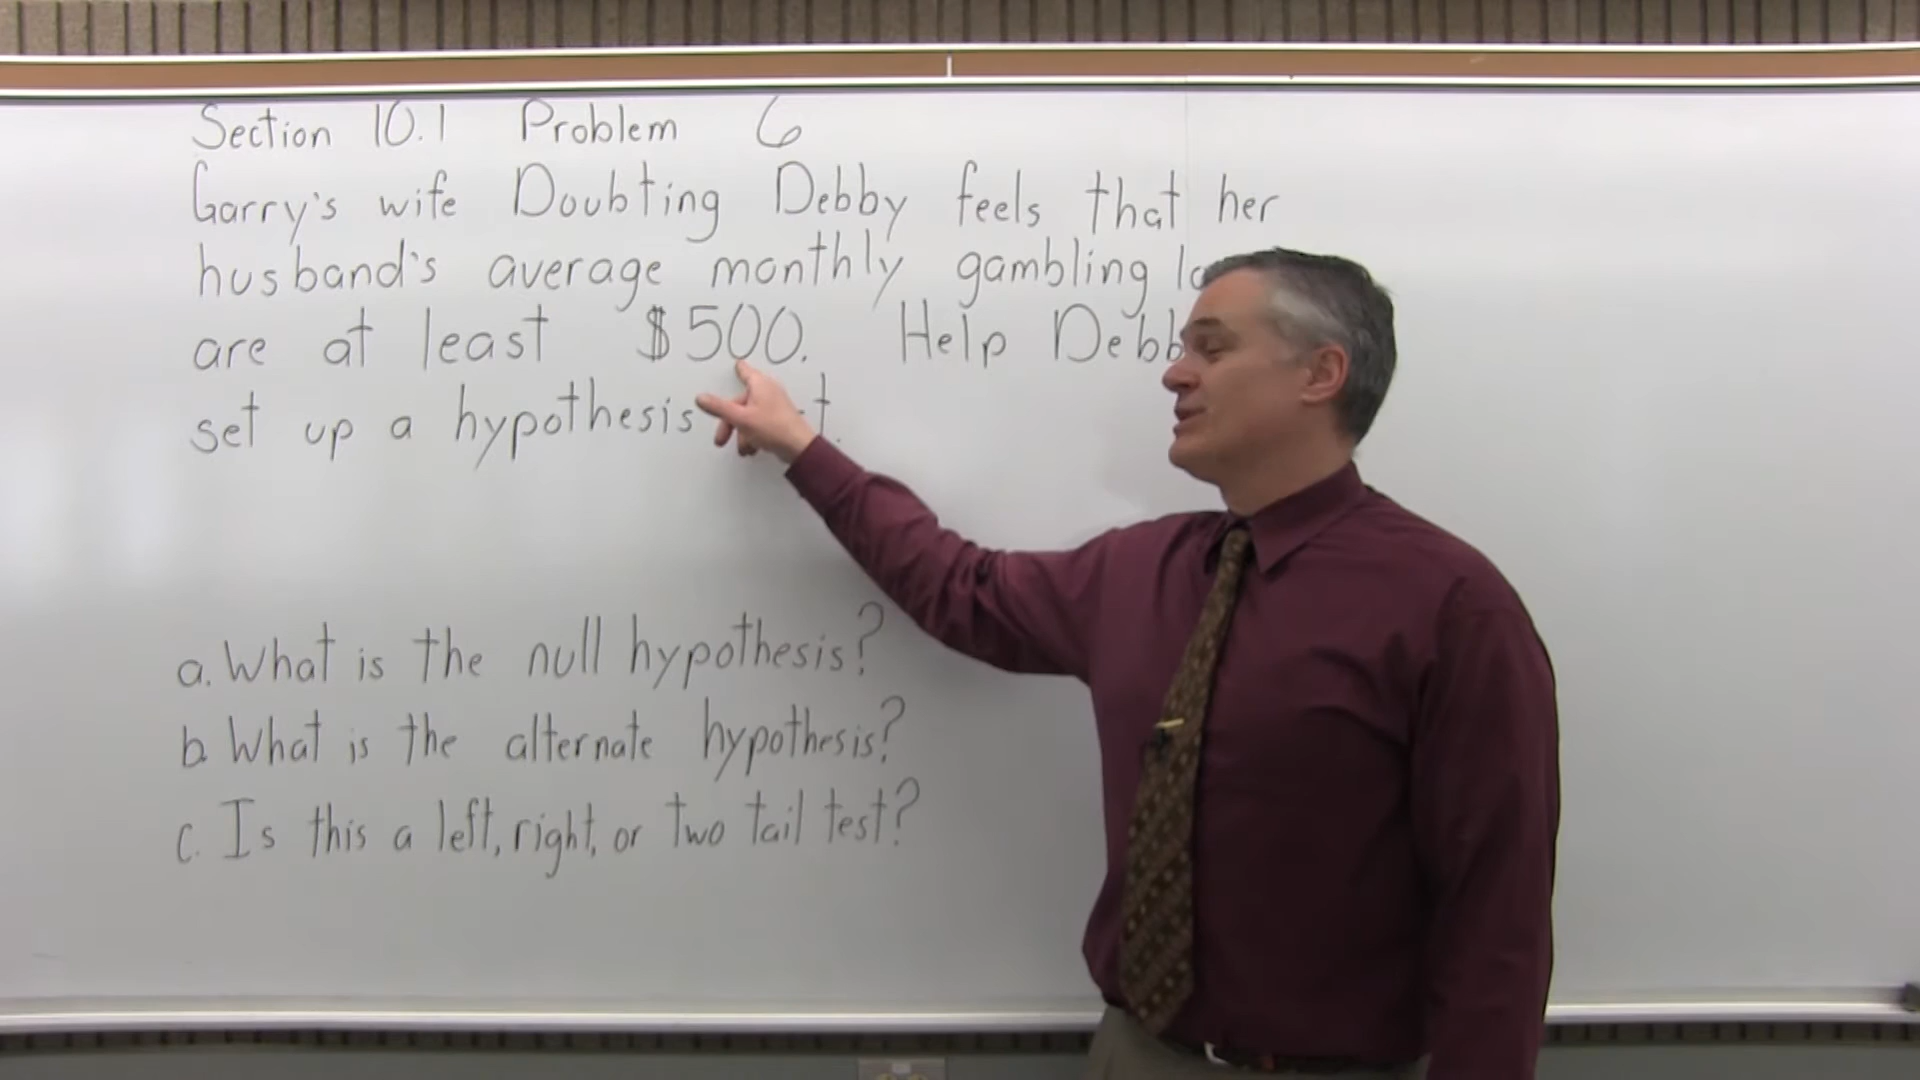 Section 10.1 Problem 6
Garry's wife Doubting Debby feels that her
husband's average monthly gambling
are at least $500. Help
set up a hypothesis
a. What is the null hypothesis?
b. What is the alternate hypothesis?
c. Is this a left, right, or two tail test?